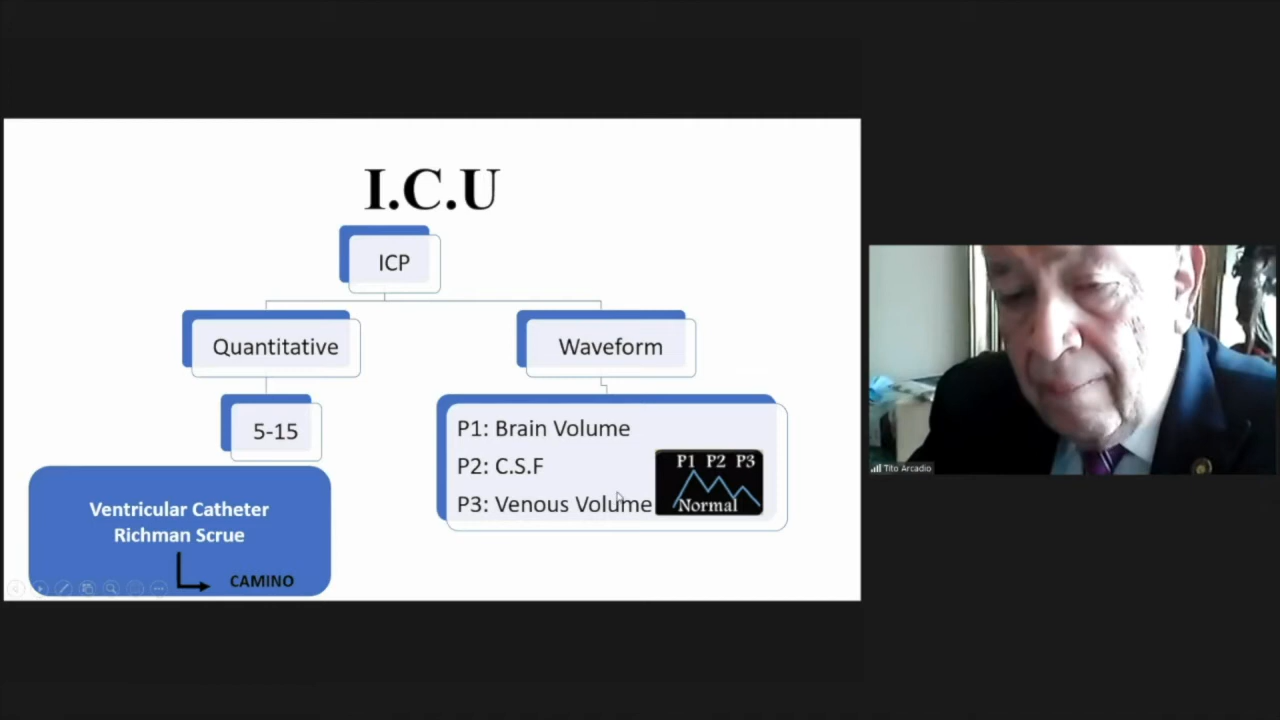 I.C.U
ICP
Quantitative
Waveform
5-15
P1: Brain Volume
P2: C.S.F
P3: Venous Volume
P1 P2 P3
Normal
Ventricular Catheter
Richman Scrue
CAMINO
Tito Arcadio